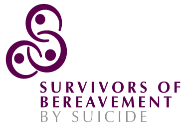 SURVIVORS OF
BEREAVEMENT
BY SUICIDE